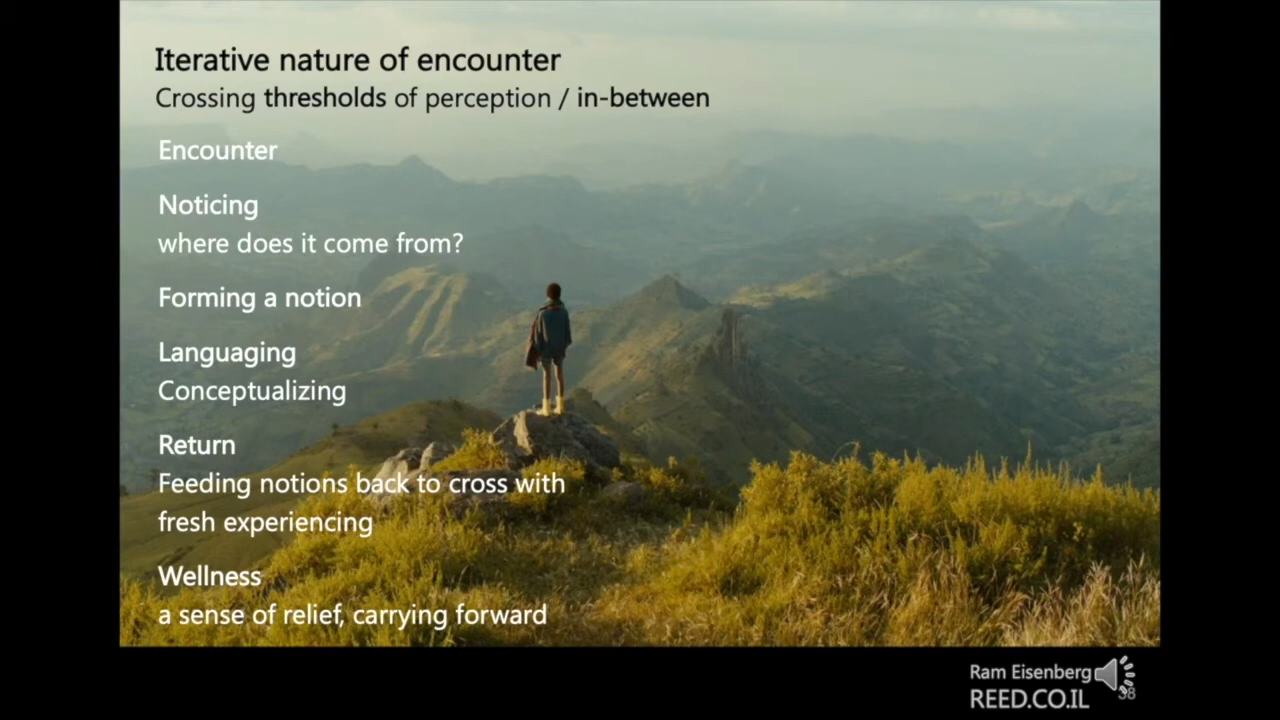 Iterative nature of encounter
Crossing thresholds of perception / in-between
Encounter
Noticing
where does it come from?
Forming a notion
Languaging
Conceptualizing
Return
Feeding notions back to cross with
fresh experiencing
Wellness
a sense of relief, carrying forward
Ram Eisenberg
REED.CO.IL
38